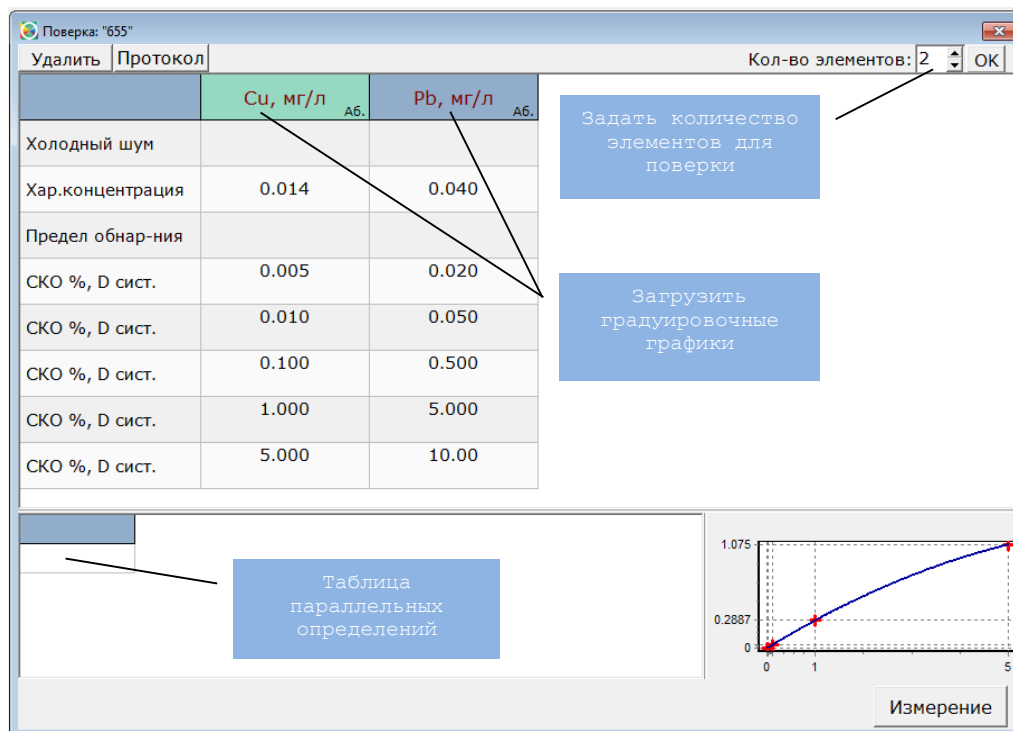 Поверка: "655"
Удалить Протокол Кол-во элементов: 2 OK
Cu, мг/л Аб. Pb, мг/л Аб.
Холодный шум
Хар.концентрация 0.014 0.040
Предел обнар-ния
СКО %, D сист. 0.005 0.020
СКО %, D сист. 0.010 0.050
СКО %, D сист. 0.100 0.500
СКО %, D сист. 1.000 5.000
СКО %, D сист. 5.000 10.00
Задать количество
элементов для
поверки
Загрузить
градуировочные
графики
Таблица
параллельных
определений
1.075
0.2887
0
0 1 5
Измерение